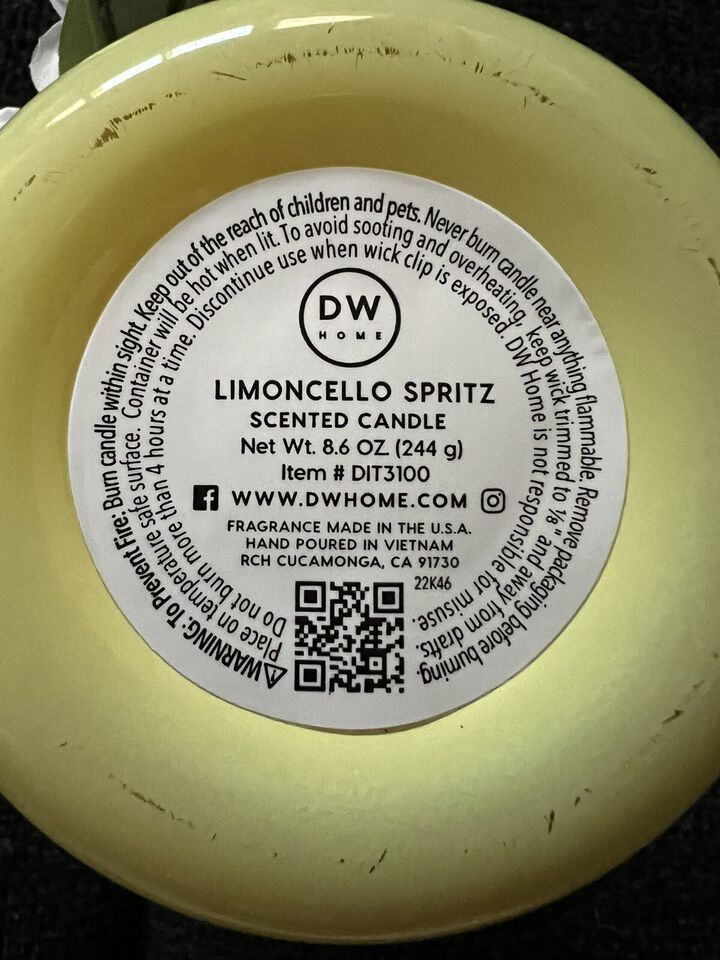 ⚠WARNING: To Prevent Fire: Burn candle within sight. Keep out of the reach of children and pets. Never burn candle near anything flammable. Remove packaging before burning.
Place on temperature safe surface. Container will be hot when lit. To avoid sooting and overheating, keep wick trimmed to 1/8" and away from drafts.
Do not burn more than 4 hours at a time. Discontinue use when wick clip is exposed. DW Home is not responsible for misuse.
DW
HOME
LIMONCELLO SPRITZ
SCENTED CANDLE
Net Wt. 8.6 OZ. (244 g)
Item # DIT3100
WWW.DWHOME.COM
FRAGRANCE MADE IN THE U.S.A.
HAND POURED IN VIETNAM
RCH CUCAMONGA, CA 91730
22K46